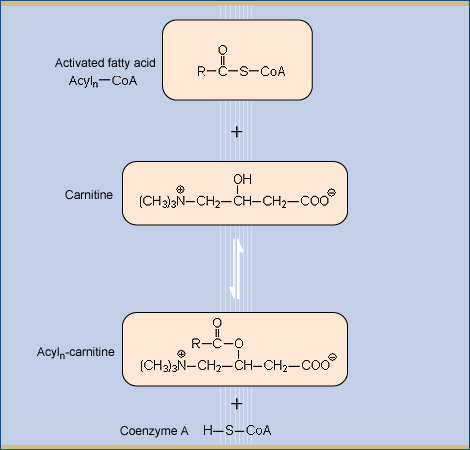 O
Activated fatty acid
R—C—S—CoA
Acylₙ—CoA
+
OH
Carnitine
(CH₃)₃N⊕—CH₂—CH—CH₂—COO⊖
O
R—C—O
Acylₙ-carnitine
(CH₃)₃N⊕—CH₂—CH—CH₂—COO⊖
+
Coenzyme A H—S—CoA